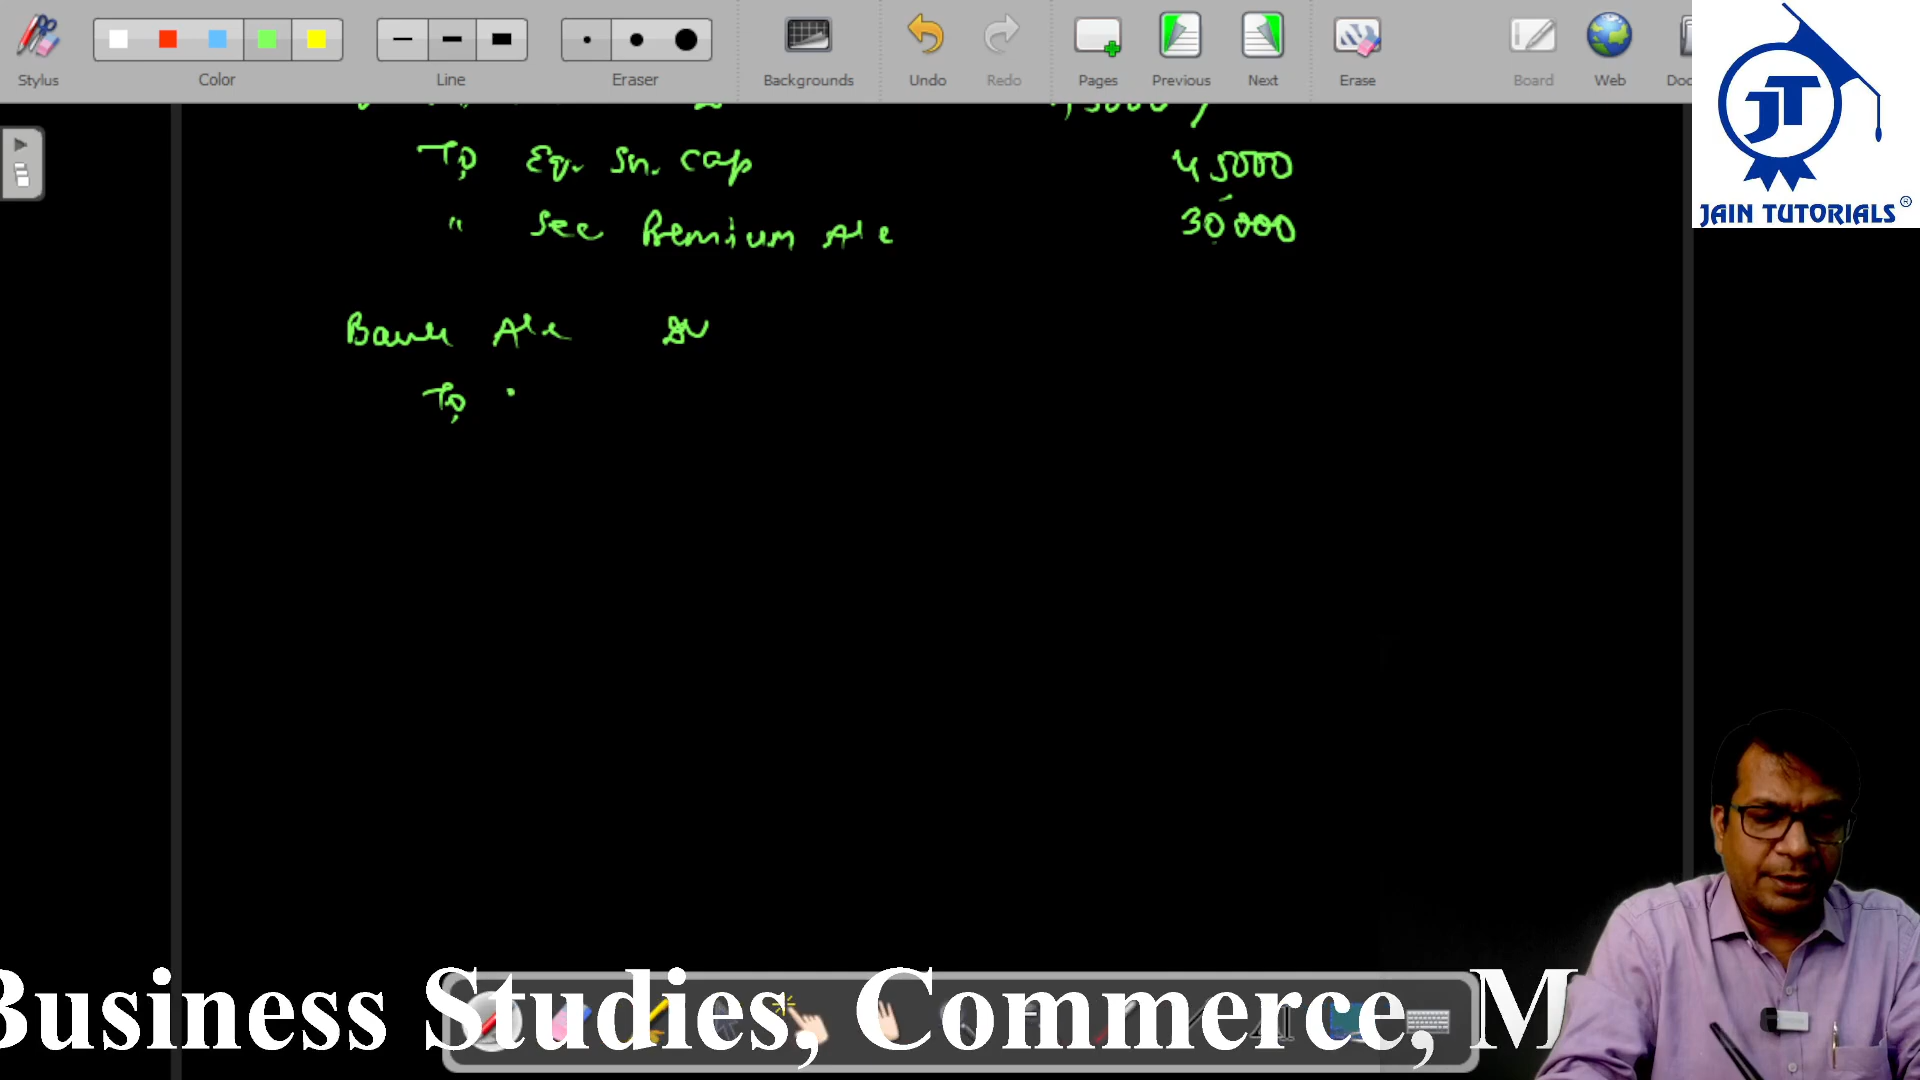 Stylus
Color
Line
Eraser
Backgrounds
Undo
Redo
Pages
Previous
Next
Erase
Board
Web
JT
JAIN TUTORIALS®
To Eq. Sh. Cap 45000
" Sec Premium A/c 30000
Bank A/c Dr
To
Business Studies, Commerce, M